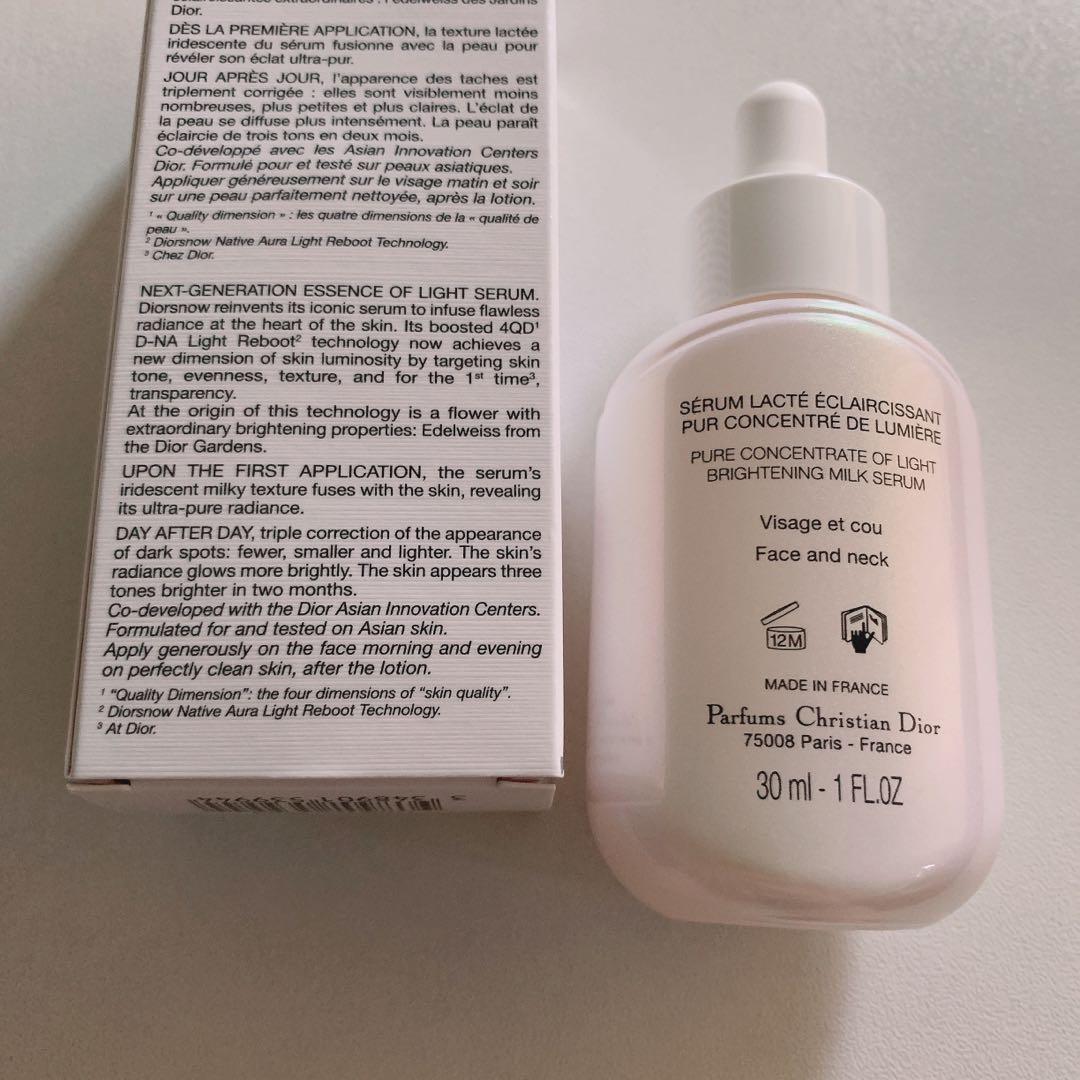 éclaircissantes extraordinaires : l'edelweiss des Jardins
Dior.
DÈS LA PREMIÈRE APPLICATION, la texture lactée
iridescente du sérum fusionne avec la peau pour
révéler son éclat ultra-pur.
JOUR APRÈS JOUR, l'apparence des taches est
triplement corrigée : elles sont visiblement moins
nombreuses, plus petites et plus claires. L'éclat de
la peau se diffuse plus intensément. La peau paraît
éclaircie de trois tons en deux mois.
Co-développé avec les Asian Innovation Centers
Dior. Formulé pour et testé sur peaux asiatiques.
Appliquer généreusement sur le visage matin et soir
sur une peau parfaitement nettoyée, après la lotion.
¹ « Quality dimension » : les quatre dimensions de la « qualité de
peau ».
² Diorsnow Native Aura Light Reboot Technology.
³ Chez Dior.
NEXT-GENERATION ESSENCE OF LIGHT SERUM.
Diorsnow reinvents its iconic serum to infuse flawless
radiance at the heart of the skin. Its boosted 4QD¹
D-NA Light Reboot² technology now achieves a
new dimension of skin luminosity by targeting skin
tone, evenness, texture, and for the 1st time³,
transparency.
At the origin of this technology is a flower with
extraordinary brightening properties: Edelweiss from
the Dior Gardens.
UPON THE FIRST APPLICATION, the serum's
iridescent milky texture fuses with the skin, revealing
its ultra-pure radiance.
DAY AFTER DAY, triple correction of the appearance
of dark spots: fewer, smaller and lighter. The skin's
radiance glows more brightly. The skin appears three
tones brighter in two months.
Co-developed with the Dior Asian Innovation Centers.
Formulated for and tested on Asian skin.
Apply generously on the face morning and evening
on perfectly clean skin, after the lotion.
¹ "Quality Dimension": the four dimensions of "skin quality".
² Diorsnow Native Aura Light Reboot Technology.
³ At Dior.
SÉRUM LACTÉ ÉCLAIRCISSANT
PUR CONCENTRÉ DE LUMIÈRE
PURE CONCENTRATE OF LIGHT
BRIGHTENING MILK SERUM
Visage et cou
Face and neck
12M
MADE IN FRANCE
Parfums Christian Dior
75008 Paris - France
30 ml - 1 FL.OZ